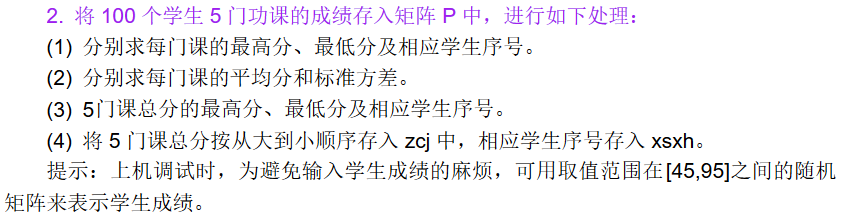 2. 将 100 个学生 5 门功课的成绩存入矩阵 P 中，进行如下处理：
(1) 分别求每门课的最高分、最低分及相应学生序号。
(2) 分别求每门课的平均分和标准方差。
(3) 5门课总分的最高分、最低分及相应学生序号。
(4) 将 5 门课总分按从大到小顺序存入 zcj 中，相应学生序号存入 xsxh。
提示：上机调试时，为避免输入学生成绩的麻烦，可用取值范围在[45,95]之间的随机
矩阵来表示学生成绩。